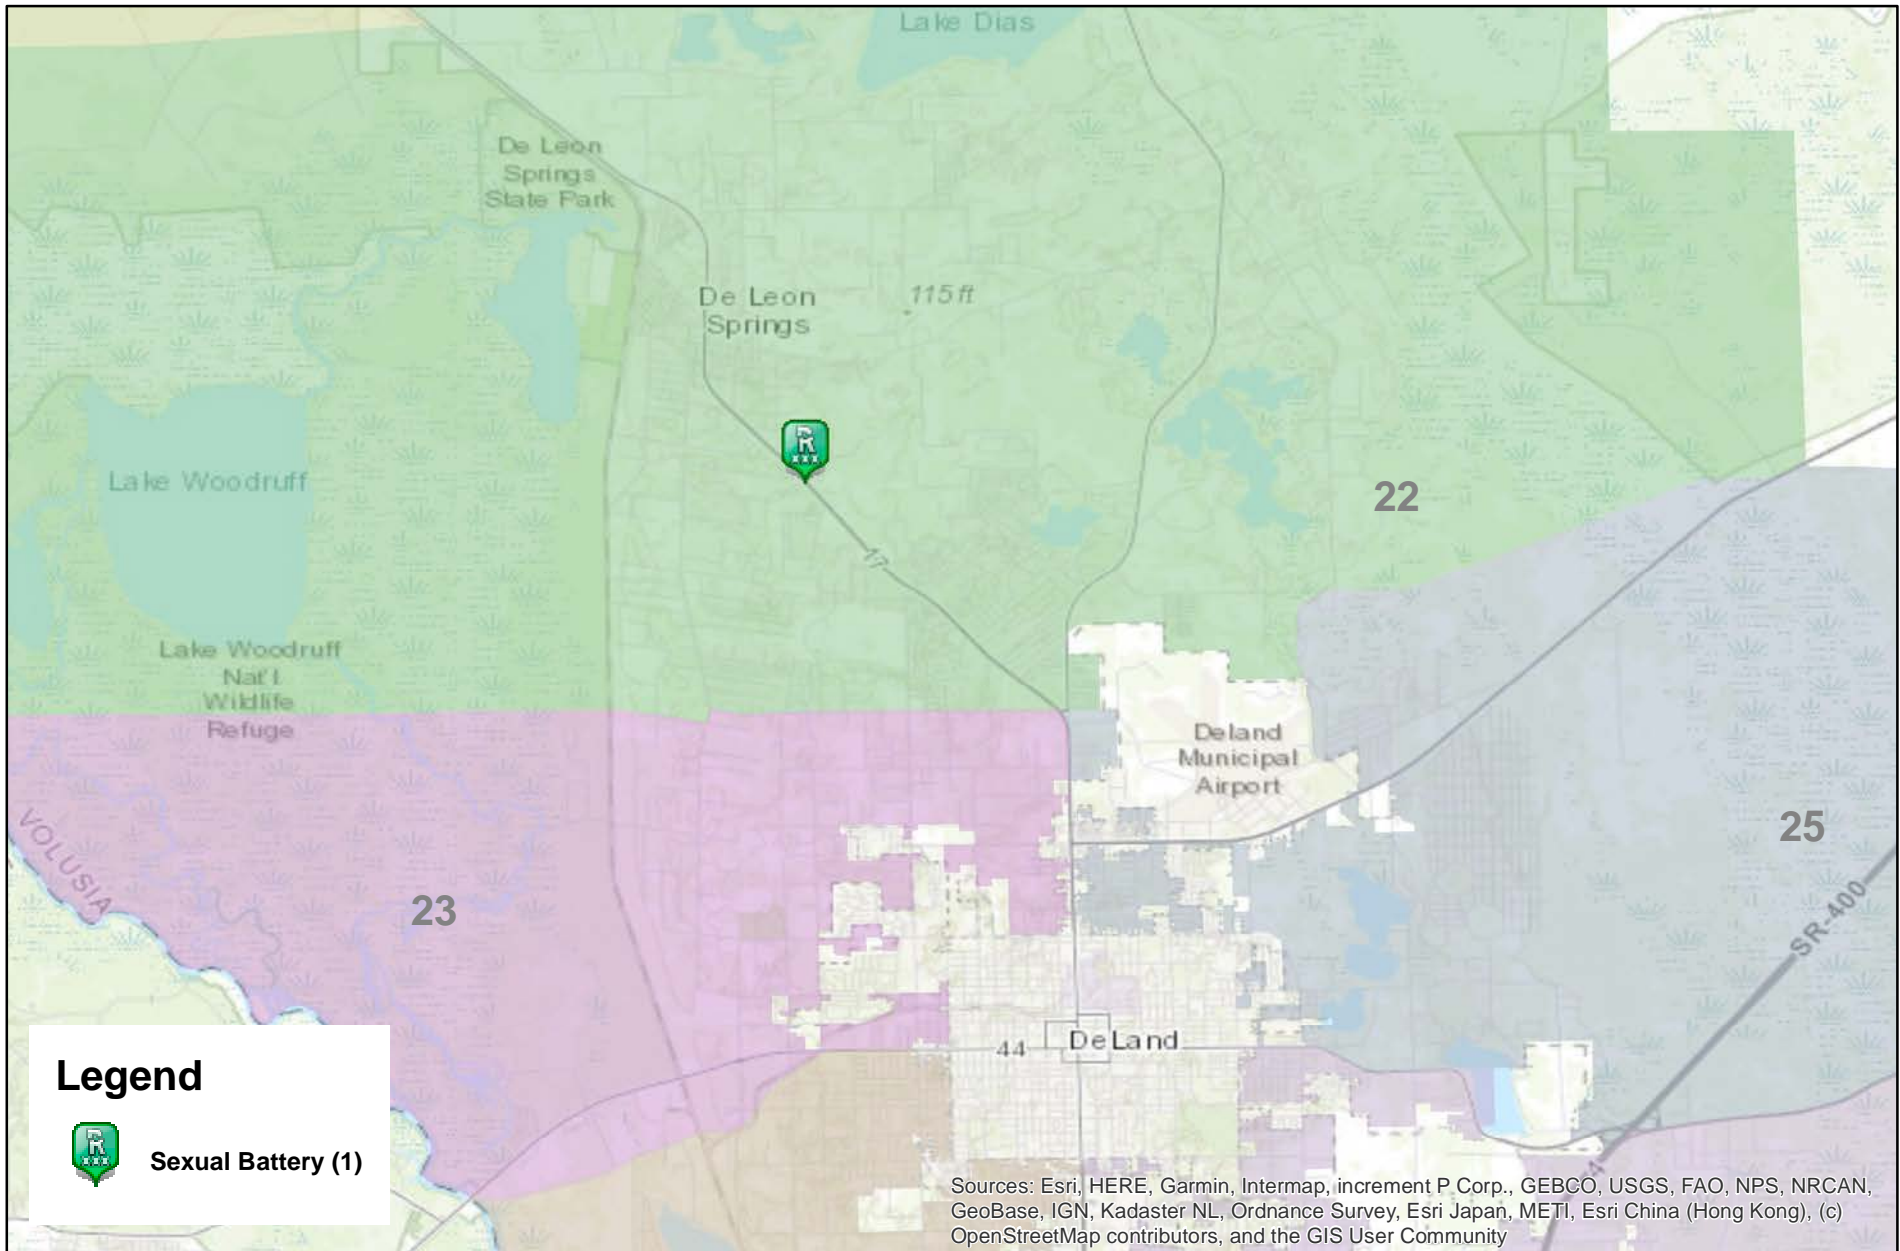 Lake Dias
De Leon
Springs
State Park
De Leon
Springs
115 ft
Lake Woodruff
22
17
Lake Woodruff
Nat'l
Wildlife
Refuge
Deland
Municipal
Airport
VOLUSIA
25
23
SR-400
44
DeLand
Legend
R
XXX
Sexual Battery (1)
R
XXX
Sources: Esri, HERE, Garmin, Intermap, increment P Corp., GEBCO, USGS, FAO, NPS, NRCAN,
GeoBase, IGN, Kadaster NL, Ordnance Survey, Esri Japan, METI, Esri China (Hong Kong), (c)
OpenStreetMap contributors, and the GIS User Community